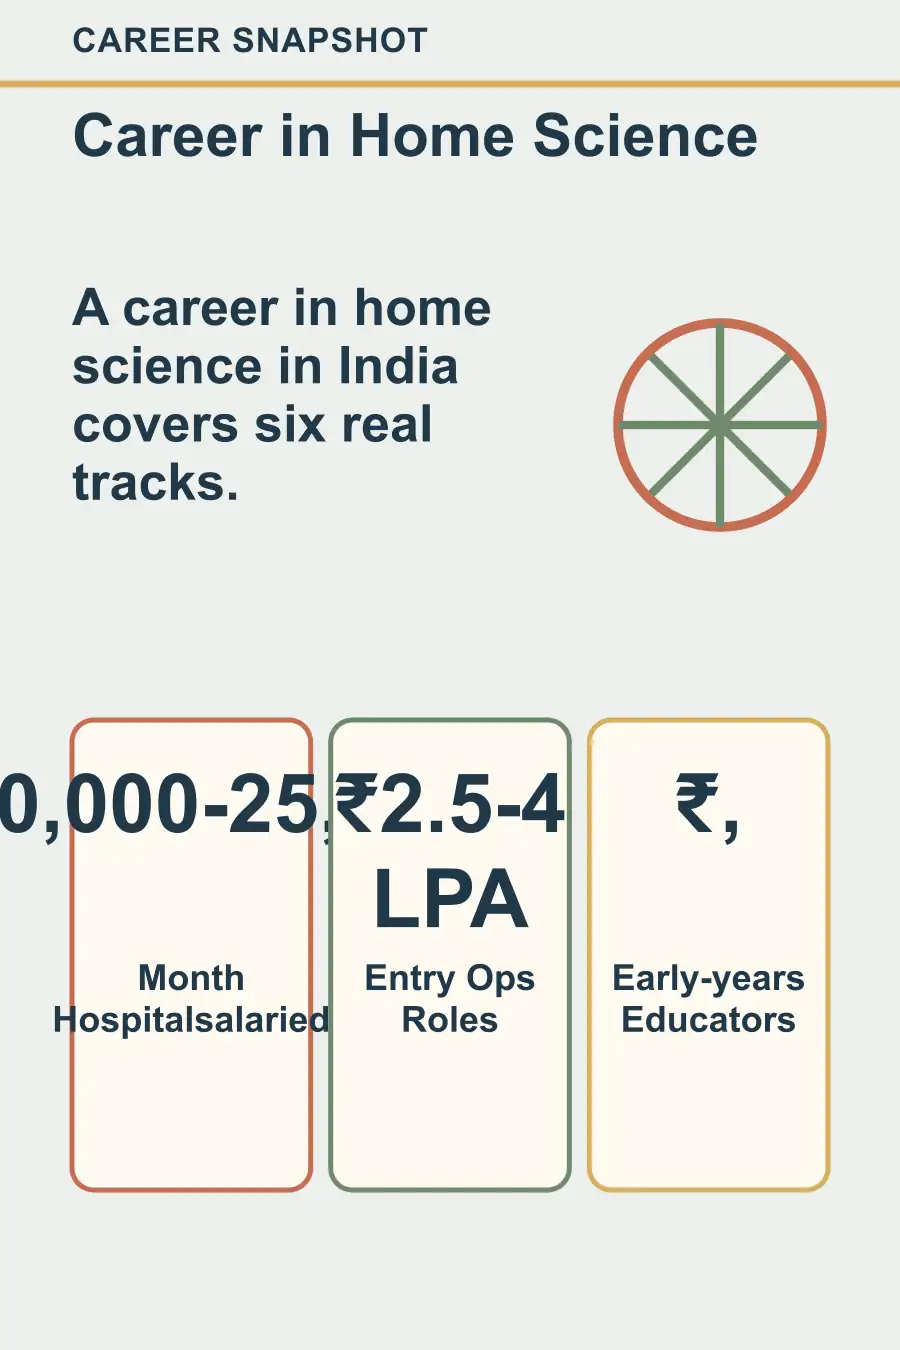 CAREER SNAPSHOT
Career in Home Science
A career in home
science in India
covers six real
tracks.
0,000-25,
Month
Hospitalsalaried
₹2.5-4
LPA
Entry Ops
Roles
₹,
Early-years
Educators